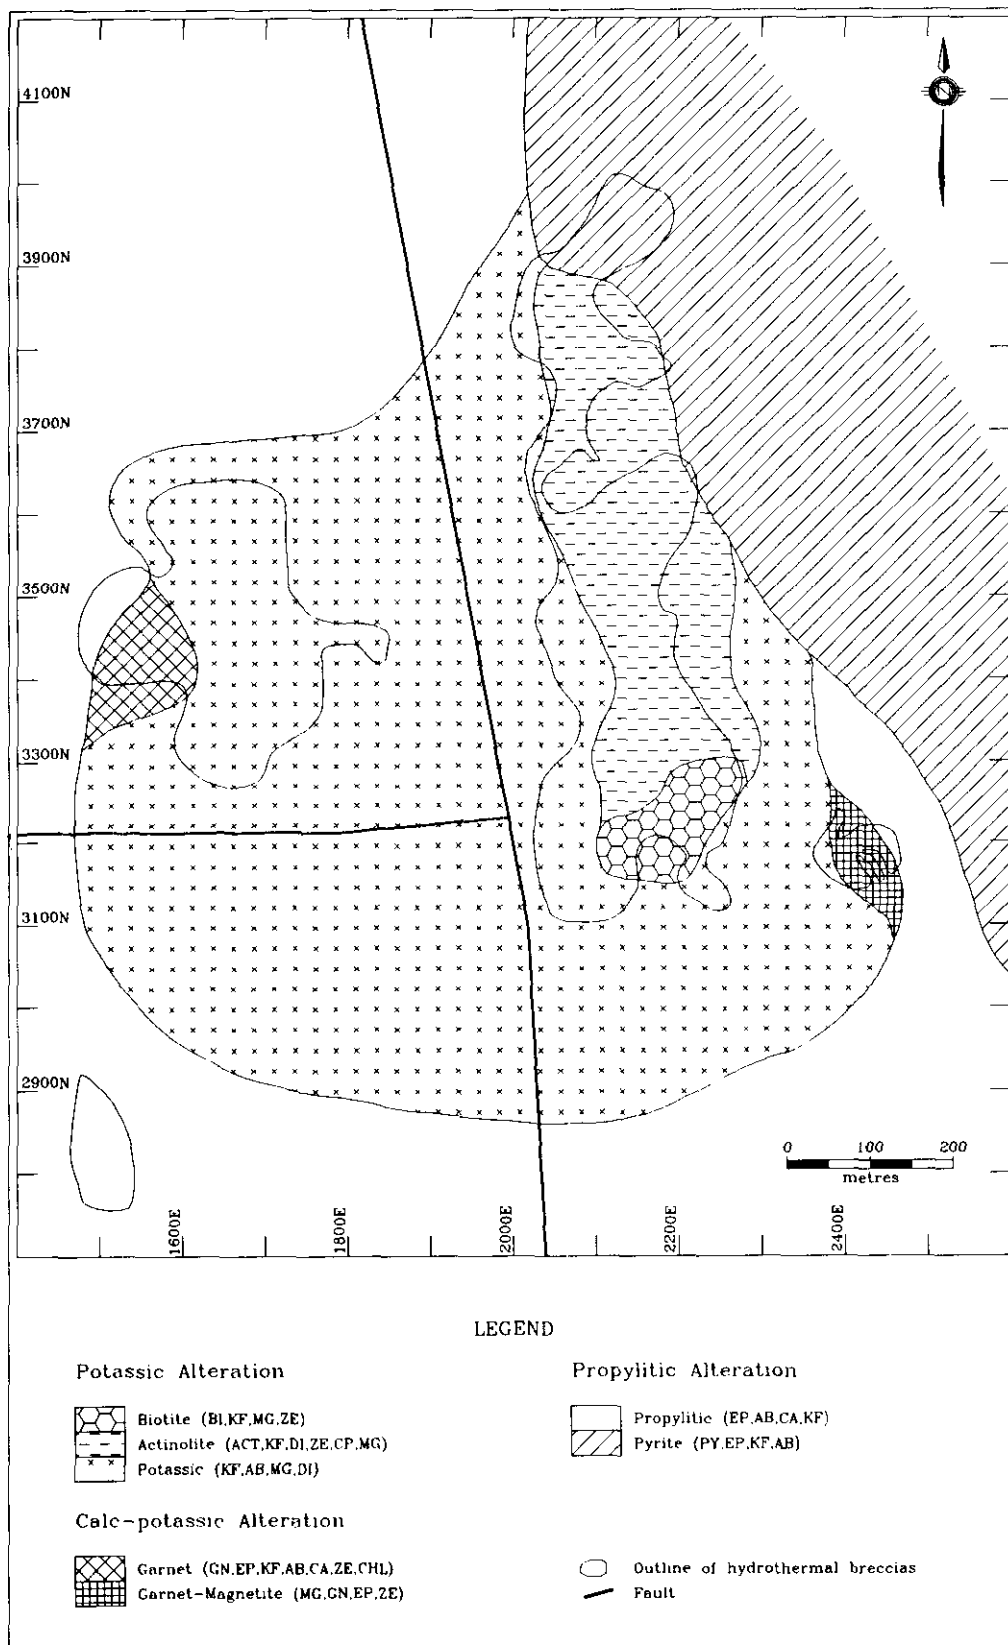 4100N
3900N
3700N
3500N
3300N
3100N
2900N
0 100 200
metres
1600E 1800E 2000E 2200E 2400E
LEGEND
Potassic Alteration
Biotite (BI,KF,MG,ZE)
Actinolite (ACT,KF,DI,ZE,CP,MG)
Potassic (KF,AB,MG,DI)
Propylitic Alteration
Propylitic (EP,AB,CA,KF)
Pyrite (PY,EP,KF,AB)
Calc-potassic Alteration
Garnet (GN,EP,KF,AB,CA,ZE,CHL)
Garnet-Magnetite (MG,GN,EP,ZE)
Outline of hydrothermal breccias
Fault